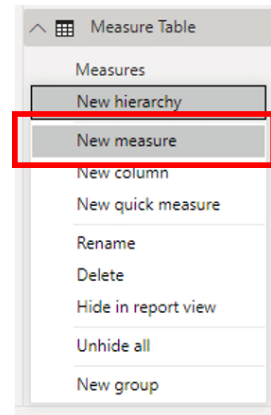 Measure Table
Measures
New hierarchy
New measure
New column
New quick measure
Rename
Delete
Hide in report view
Unhide all
New group